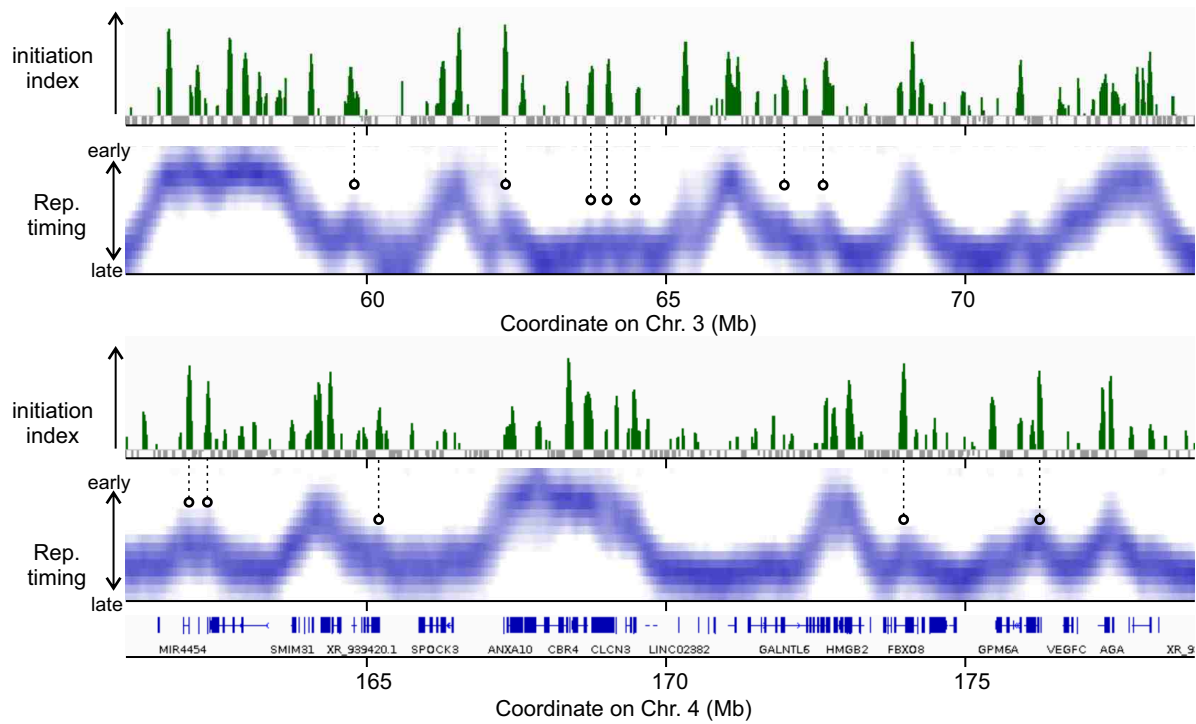 initiation
index
early
Rep.
timing
late
60 65 70
Coordinate on Chr. 3 (Mb)
initiation
index
early
Rep.
timing
late
MIR4454 SMIM31 XR_939420.1 SPOCK3 ANXA10 CBR4 CLCN3 LINC02382 GALNTL6 HMGB2 FBXO8 GPM6A VEGFC AGA XR_93
165 170 175
Coordinate on Chr. 4 (Mb)